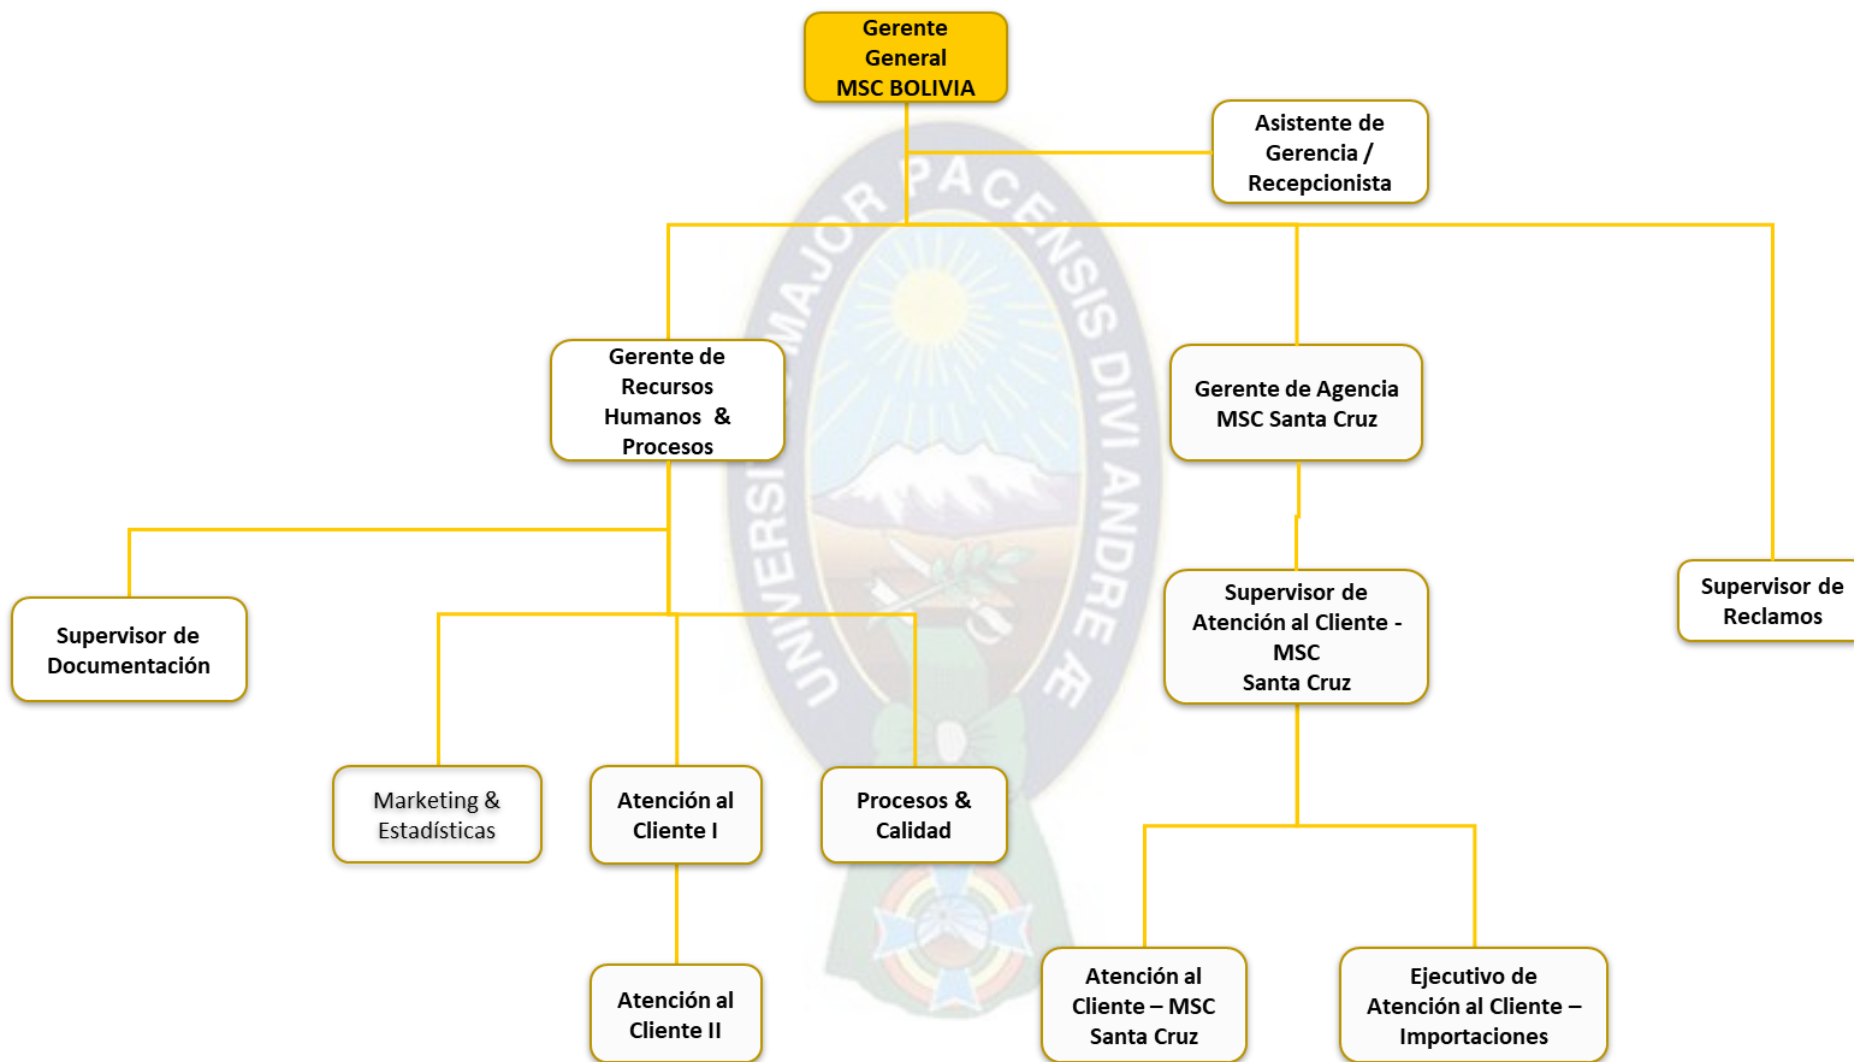 Gerente
General
MSC BOLIVIA
Asistente de
Gerencia /
Recepcionista
Gerente de
Recursos
Humanos &
Procesos
Gerente de Agencia
MSC Santa Cruz
Supervisor de
Documentación
Supervisor de
Atención al Cliente -
MSC
Santa Cruz
Supervisor de
Reclamos
Marketing &
Estadísticas
Atención al
Cliente I
Procesos &
Calidad
Atención al
Cliente II
Atención al
Cliente – MSC
Santa Cruz
Ejecutivo de
Atención al Cliente –
Importaciones
MAJOR PACENSIS DIVI ANDRE Æ